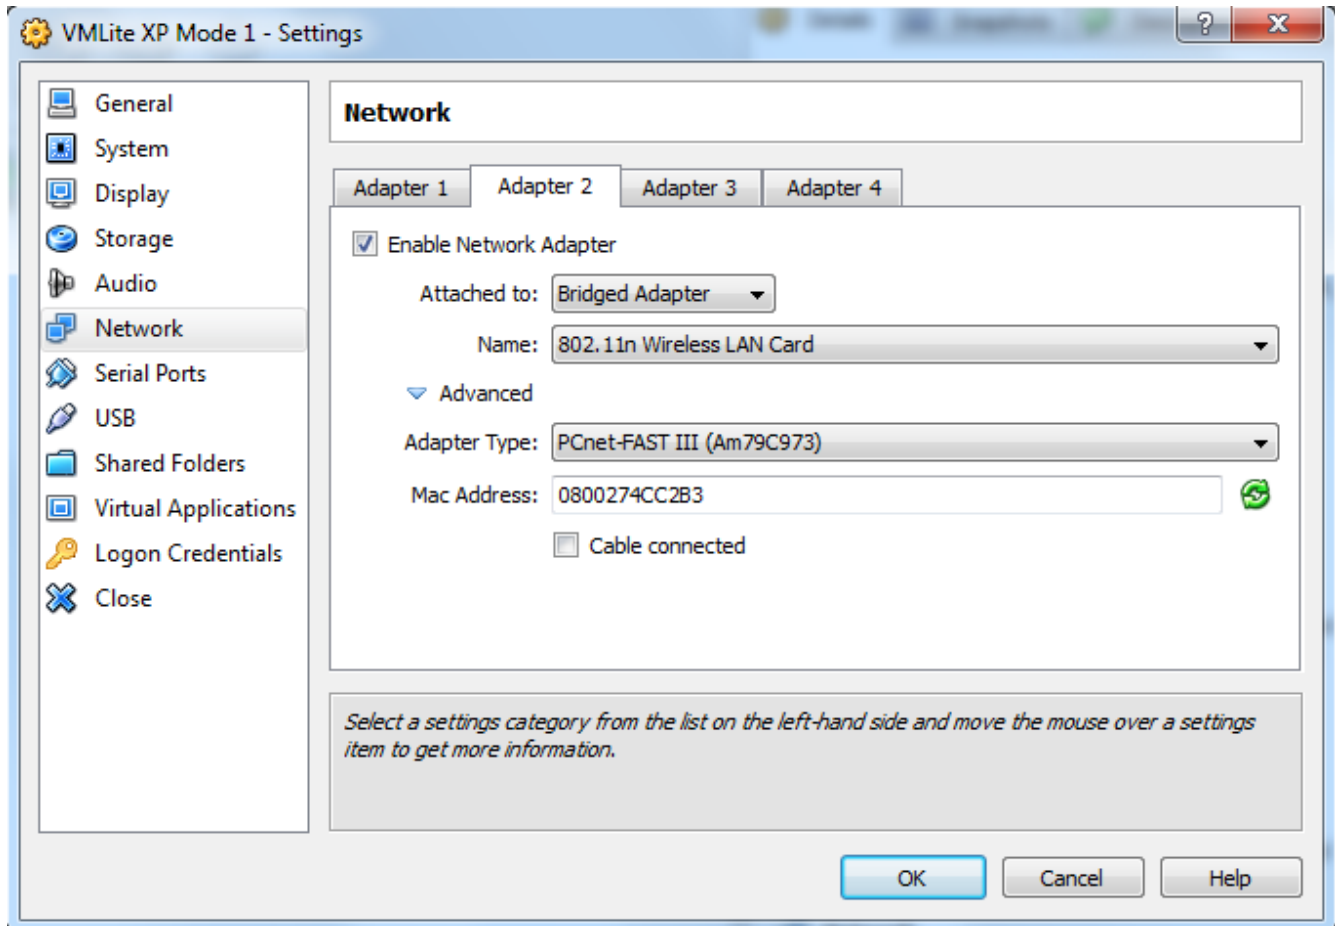 VMLite XP Mode 1 - Settings
Details
Snapshots
?
X
General
System
Display
Storage
Audio
Network
Serial Ports
USB
Shared Folders
Virtual Applications
Logon Credentials
Close
Network
Adapter 1
Adapter 2
Adapter 3
Adapter 4
Enable Network Adapter
Attached to: Bridged Adapter
Name: 802.11n Wireless LAN Card
Advanced
Adapter Type: PCnet-FAST III (Am79C973)
Mac Address: 0800274CC2B3
Cable connected
Select a settings category from the list on the left-hand side and move the mouse over a settings
item to get more information.
OK
Cancel
Help